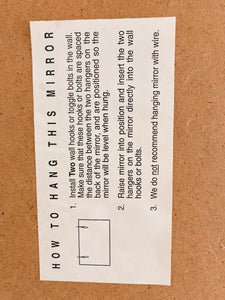 HOW TO HANG THIS MIRROR
1. Install Two wall hooks or toggle bolts in the wall.
Make sure that these hooks or bolts are spaced
the distance between the two hangers on the
back of the mirror, and are positioned so the
mirror will be level when hung.
2. Raise mirror into position and insert the two
hangers on the mirror directly into the wall
hooks or bolts.
3. We do not recommend hanging mirror with wire.